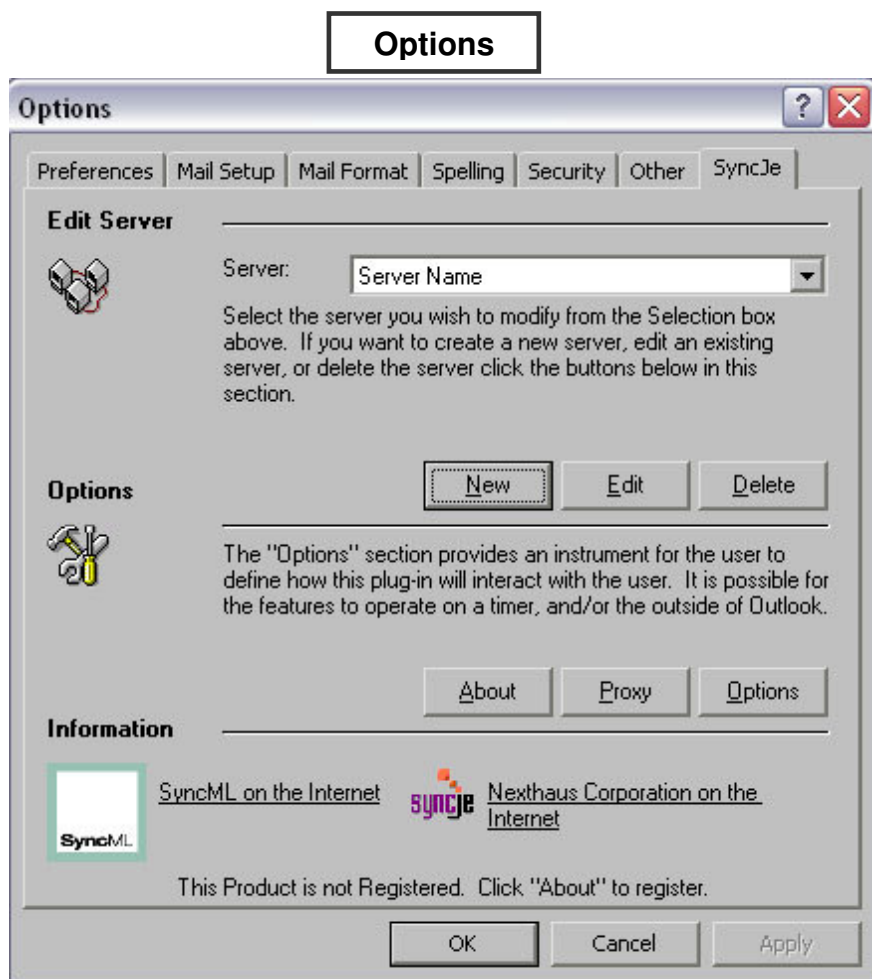 Options
Options
Preferences
Mail Setup
Mail Format
Spelling
Security
Other
SyncJe
Edit Server
Server:
Server Name
Select the server you wish to modify from the Selection box
above. If you want to create a new server, edit an existing
server, or delete the server click the buttons below in this
section.
New
Edit
Delete
Options
The "Options" section provides an instrument for the user to
define how this plug-in will interact with the user. It is possible for
the features to operate on a timer, and/or the outside of Outlook.
About
Proxy
Options
Information
SyncML
SyncML on the Internet
syncje
Nexthaus Corporation on the
Internet
This Product is not Registered. Click "About" to register.
OK
Cancel
Apply